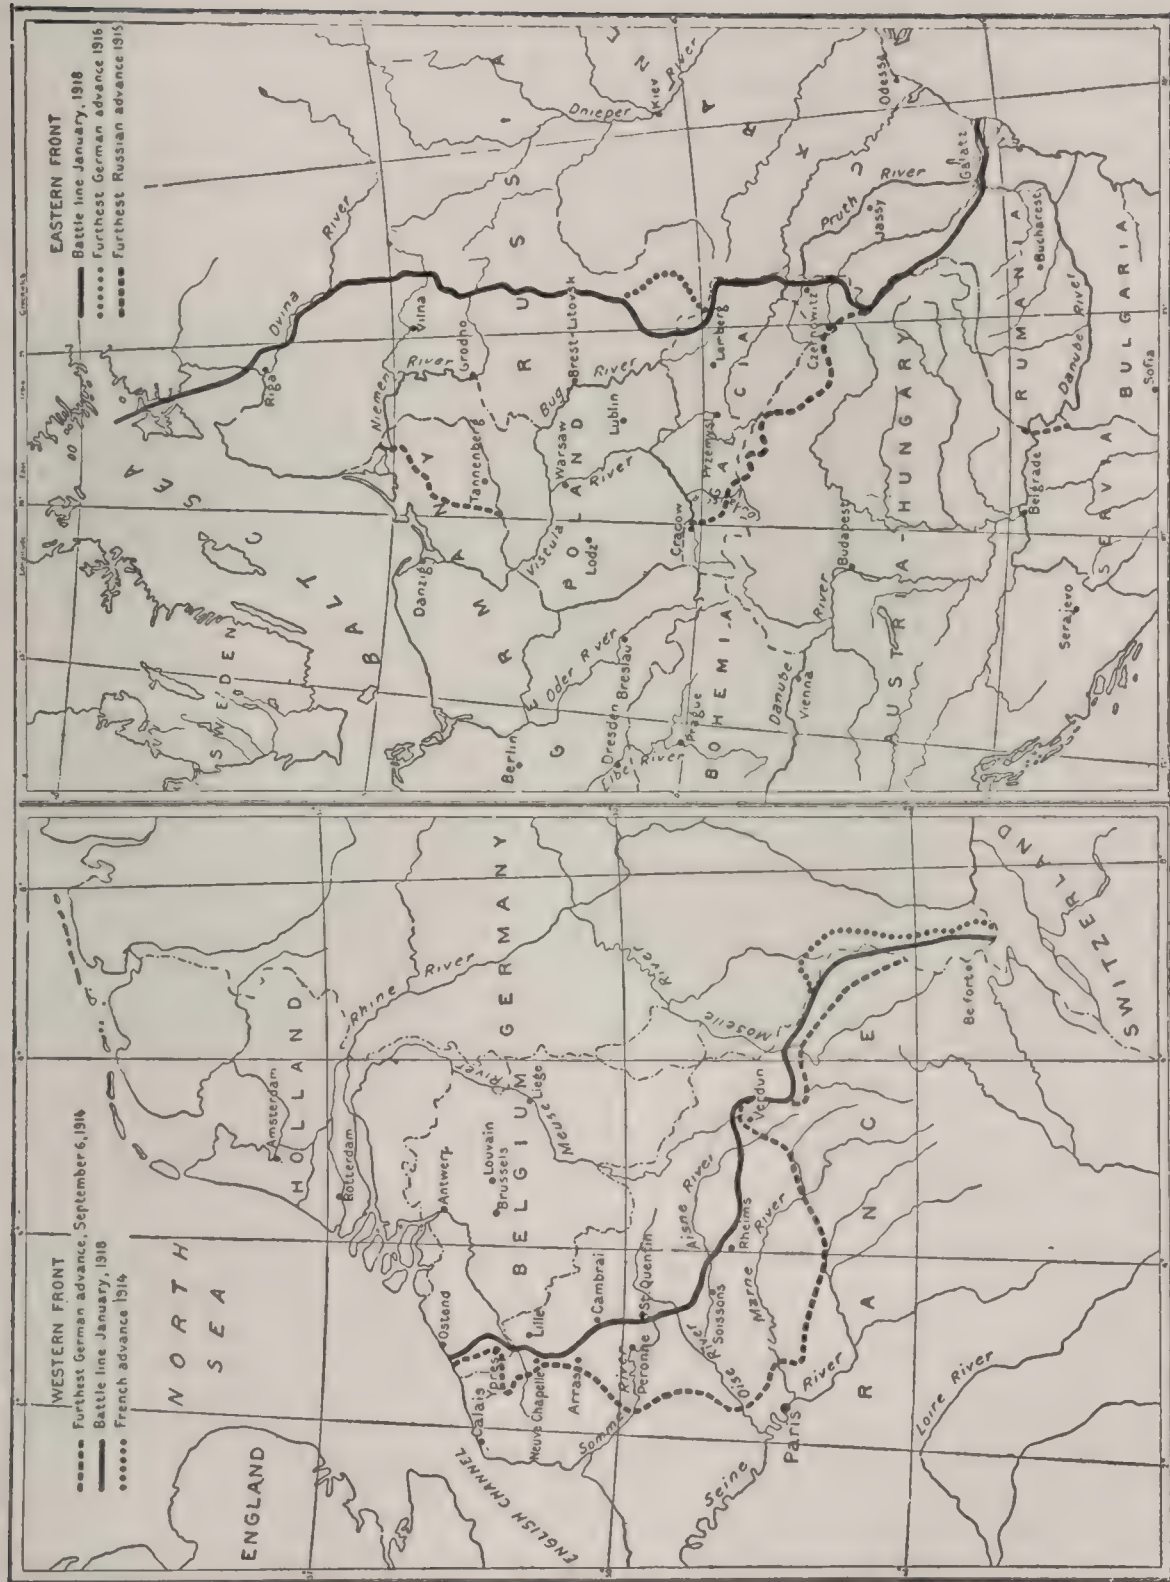 WESTERN FRONT
Furthest German advance, September 6, 1914
Battle line January, 1918
French advance 1914
NORTH
SEA
ENGLAND
ENGLISH CHANNEL
HOLLAND
Amsterdam
Rotterdam
Rhine
River
Antwerp
Ostend
Calais
Ypres
Louvain
Brussels
BELGIUM
GERMANY
Liege
Meuse
River
Lille
Neuve Chapelle
Arras
Cambrai
Somme
River
Peronne
St Quentin
Oise
River
Soissons
Aisne River
Rheims
Verdun
Moselle
River
Marne
River
Seine
River
Paris
FRANCE
Belfort
Loire River
SWITZERLAND
EASTERN FRONT
Battle line January, 1918
Furthest German advance 1916
Furthest Russian advance 1915
SWEDEN
BALTIC
SEA
Riga
Dvina
River
Danzig
Niemen
River
Vilna
Grodno
Tannenberg
GERMANY
RUSSIA
Berlin
Oder River
Vistula
River
Warsaw
POLAND
Lodz
Bug
River
Brest-Litovsk
Lublin
Dnieper
River
Kiev
UKRAIN
Dresden
Breslau
River
Prague
BOHEMIA
Cracow
GALICIA
Przemysl
Czernowitz
Danube
River
Vienna
Budapest
AUSTRIA-HUNGARY
Pruth
River
Jassy
Odessa
Galatz
RUMANIA
Bucharest
Belgrade
Danube River
SERVIA
Serajevo
BULGARIA
Sofia